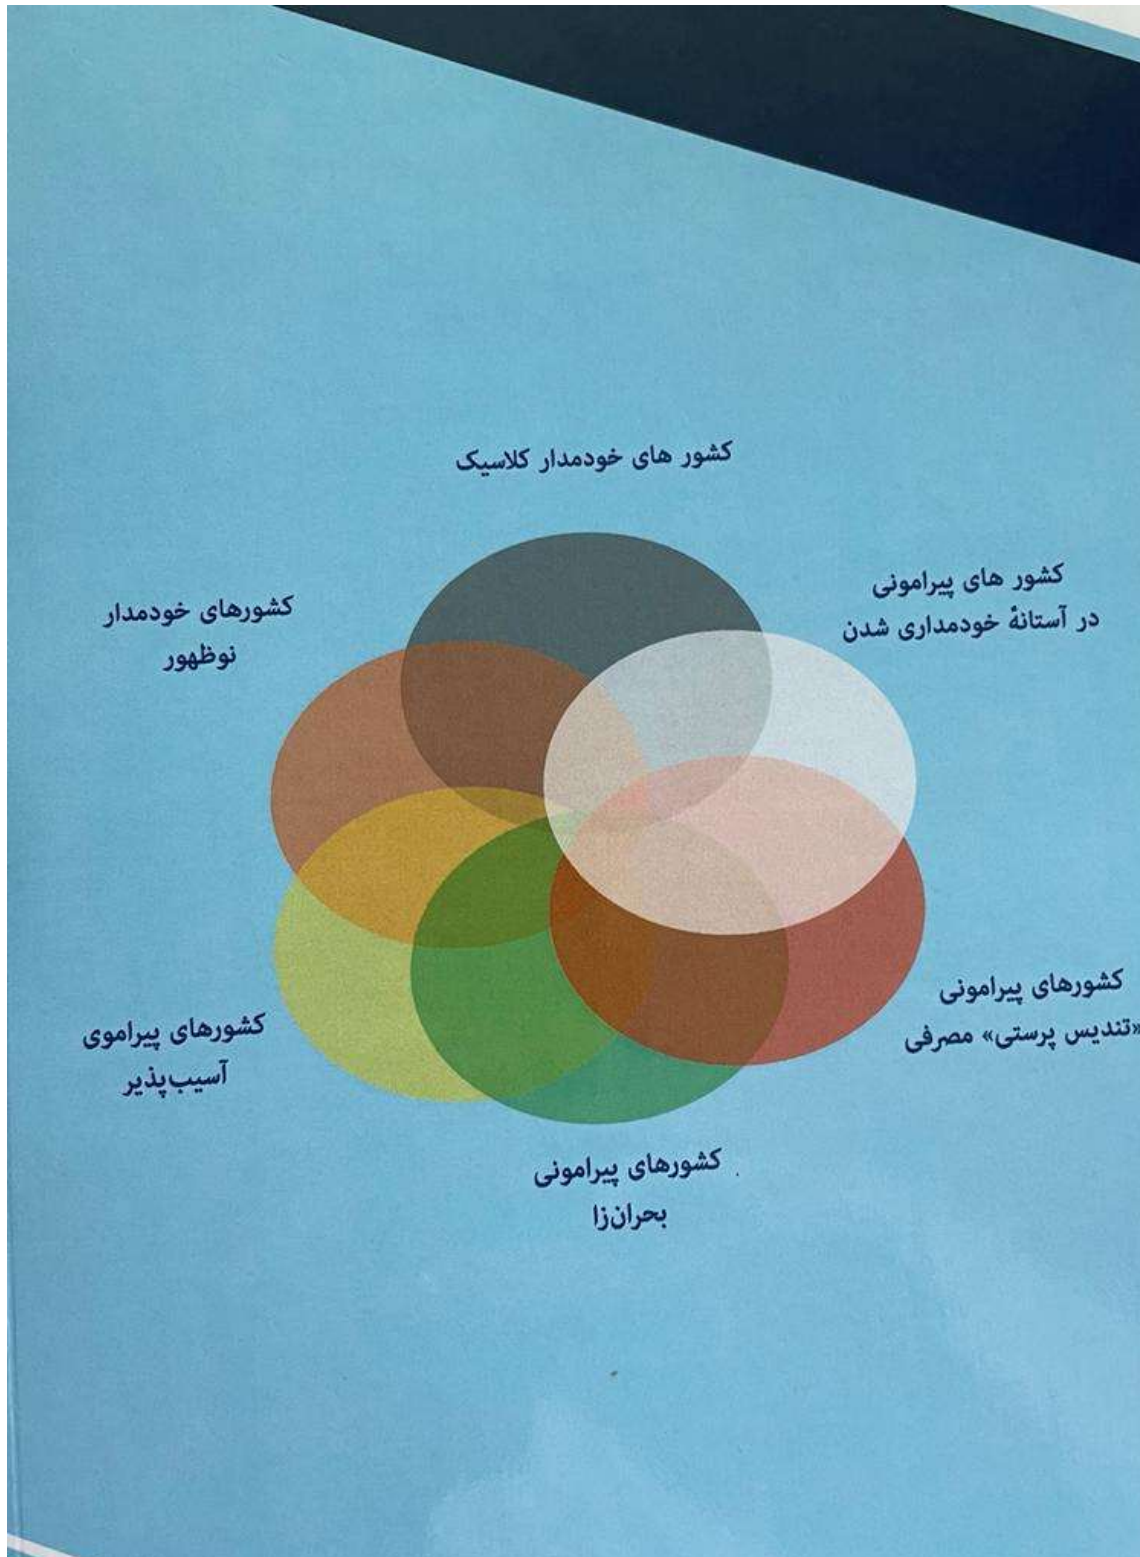 کشور های خودمدار کلاسیک
کشور های پیرامونی
در آستانهٔ خودمداری شدن
کشورهای خودمدار
نوظهور
کشورهای پیرامونی
«تندیس پرستی» مصرفی
کشورهای پیراموی
آسیب‌پذیر
کشورهای پیرامونی
بحران‌زا